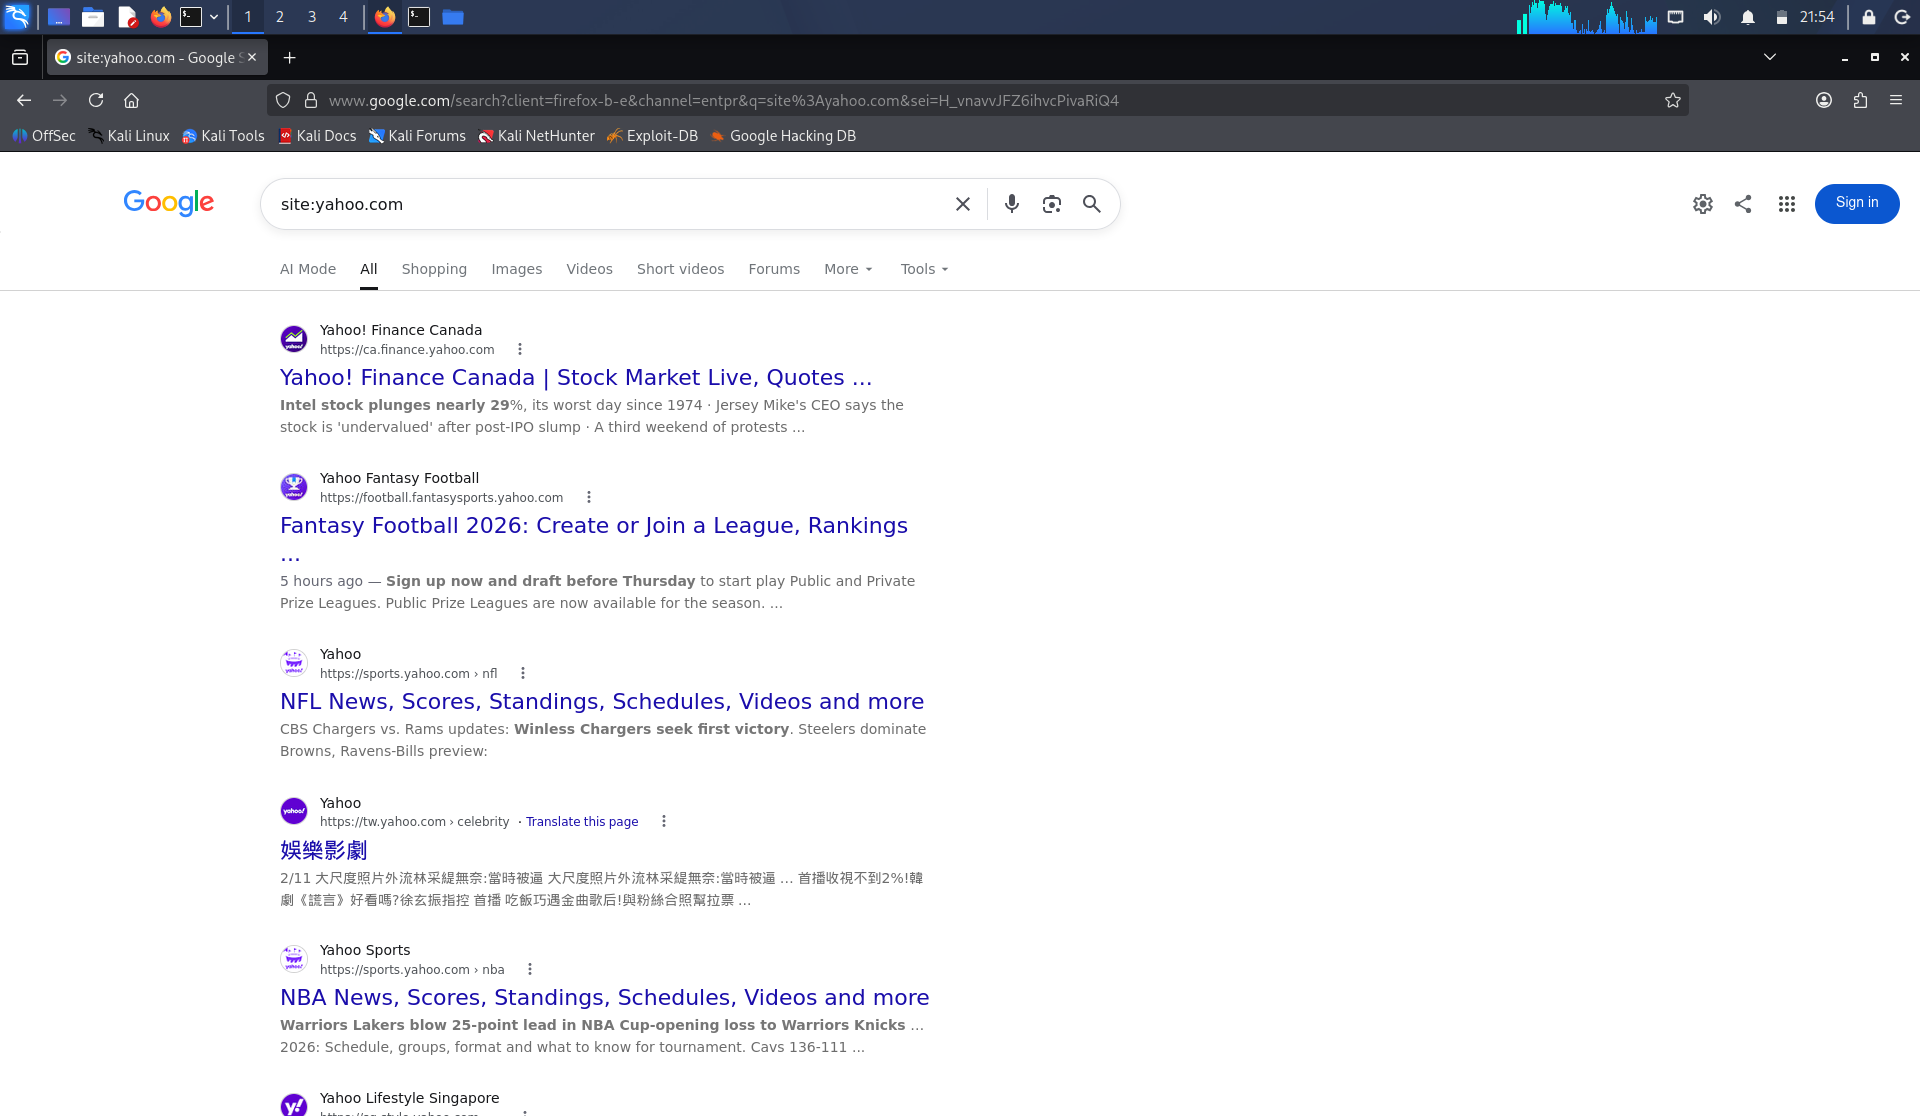 1 2 3 4 21:54
site:yahoo.com - Google
www.google.com/search?client=firefox-b-e&channel=entpr&q=site%3Ayahoo.com&sei=H_vnavvJFZ6ihvcPivaRiQ4
OffSec Kali Linux Kali Tools Kali Docs Kali Forums Kali NetHunter Exploit-DB Google Hacking DB
Google site:yahoo.com Sign in
AI Mode All Shopping Images Videos Short videos Forums More Tools
Yahoo! Finance Canada
https://ca.finance.yahoo.com
Yahoo! Finance Canada | Stock Market Live, Quotes ...
Intel stock plunges nearly 29%, its worst day since 1974 · Jersey Mike's CEO says the
stock is 'undervalued' after post-IPO slump · A third weekend of protests ...
Yahoo Fantasy Football
https://football.fantasysports.yahoo.com
Fantasy Football 2026: Create or Join a League, Rankings
...
5 hours ago — Sign up now and draft before Thursday to start play Public and Private
Prize Leagues. Public Prize Leagues are now available for the season. ...
Yahoo
https://sports.yahoo.com › nfl
NFL News, Scores, Standings, Schedules, Videos and more
CBS Chargers vs. Rams updates: Winless Chargers seek first victory. Steelers dominate
Browns, Ravens-Bills preview:
Yahoo
https://tw.yahoo.com › celebrity · Translate this page
娛樂影劇
2/11 大尺度照片外流林采緹無奈:當時被逼 大尺度照片外流林采緹無奈:當時被逼 ... 首播收視不到2%!韓
劇《謊言》好看嗎?徐玄振指控 首播 吃飯巧遇金曲歌后!與粉絲合照幫拉票 ...
Yahoo Sports
https://sports.yahoo.com › nba
NBA News, Scores, Standings, Schedules, Videos and more
Warriors Lakers blow 25-point lead in NBA Cup-opening loss to Warriors Knicks ...
2026: Schedule, groups, format and what to know for tournament. Cavs 136-111 ...
Yahoo Lifestyle Singapore